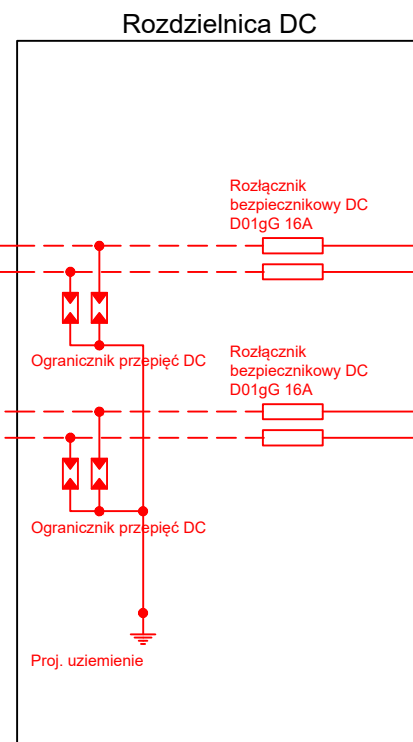 Rozdzielnica DC
Rozłącznik
bezpiecznikowy DC
D01gG 16A
Ogranicznik przepięć DC
Rozłącznik
bezpiecznikowy DC
D01gG 16A
Ogranicznik przepięć DC
Proj. uziemienie